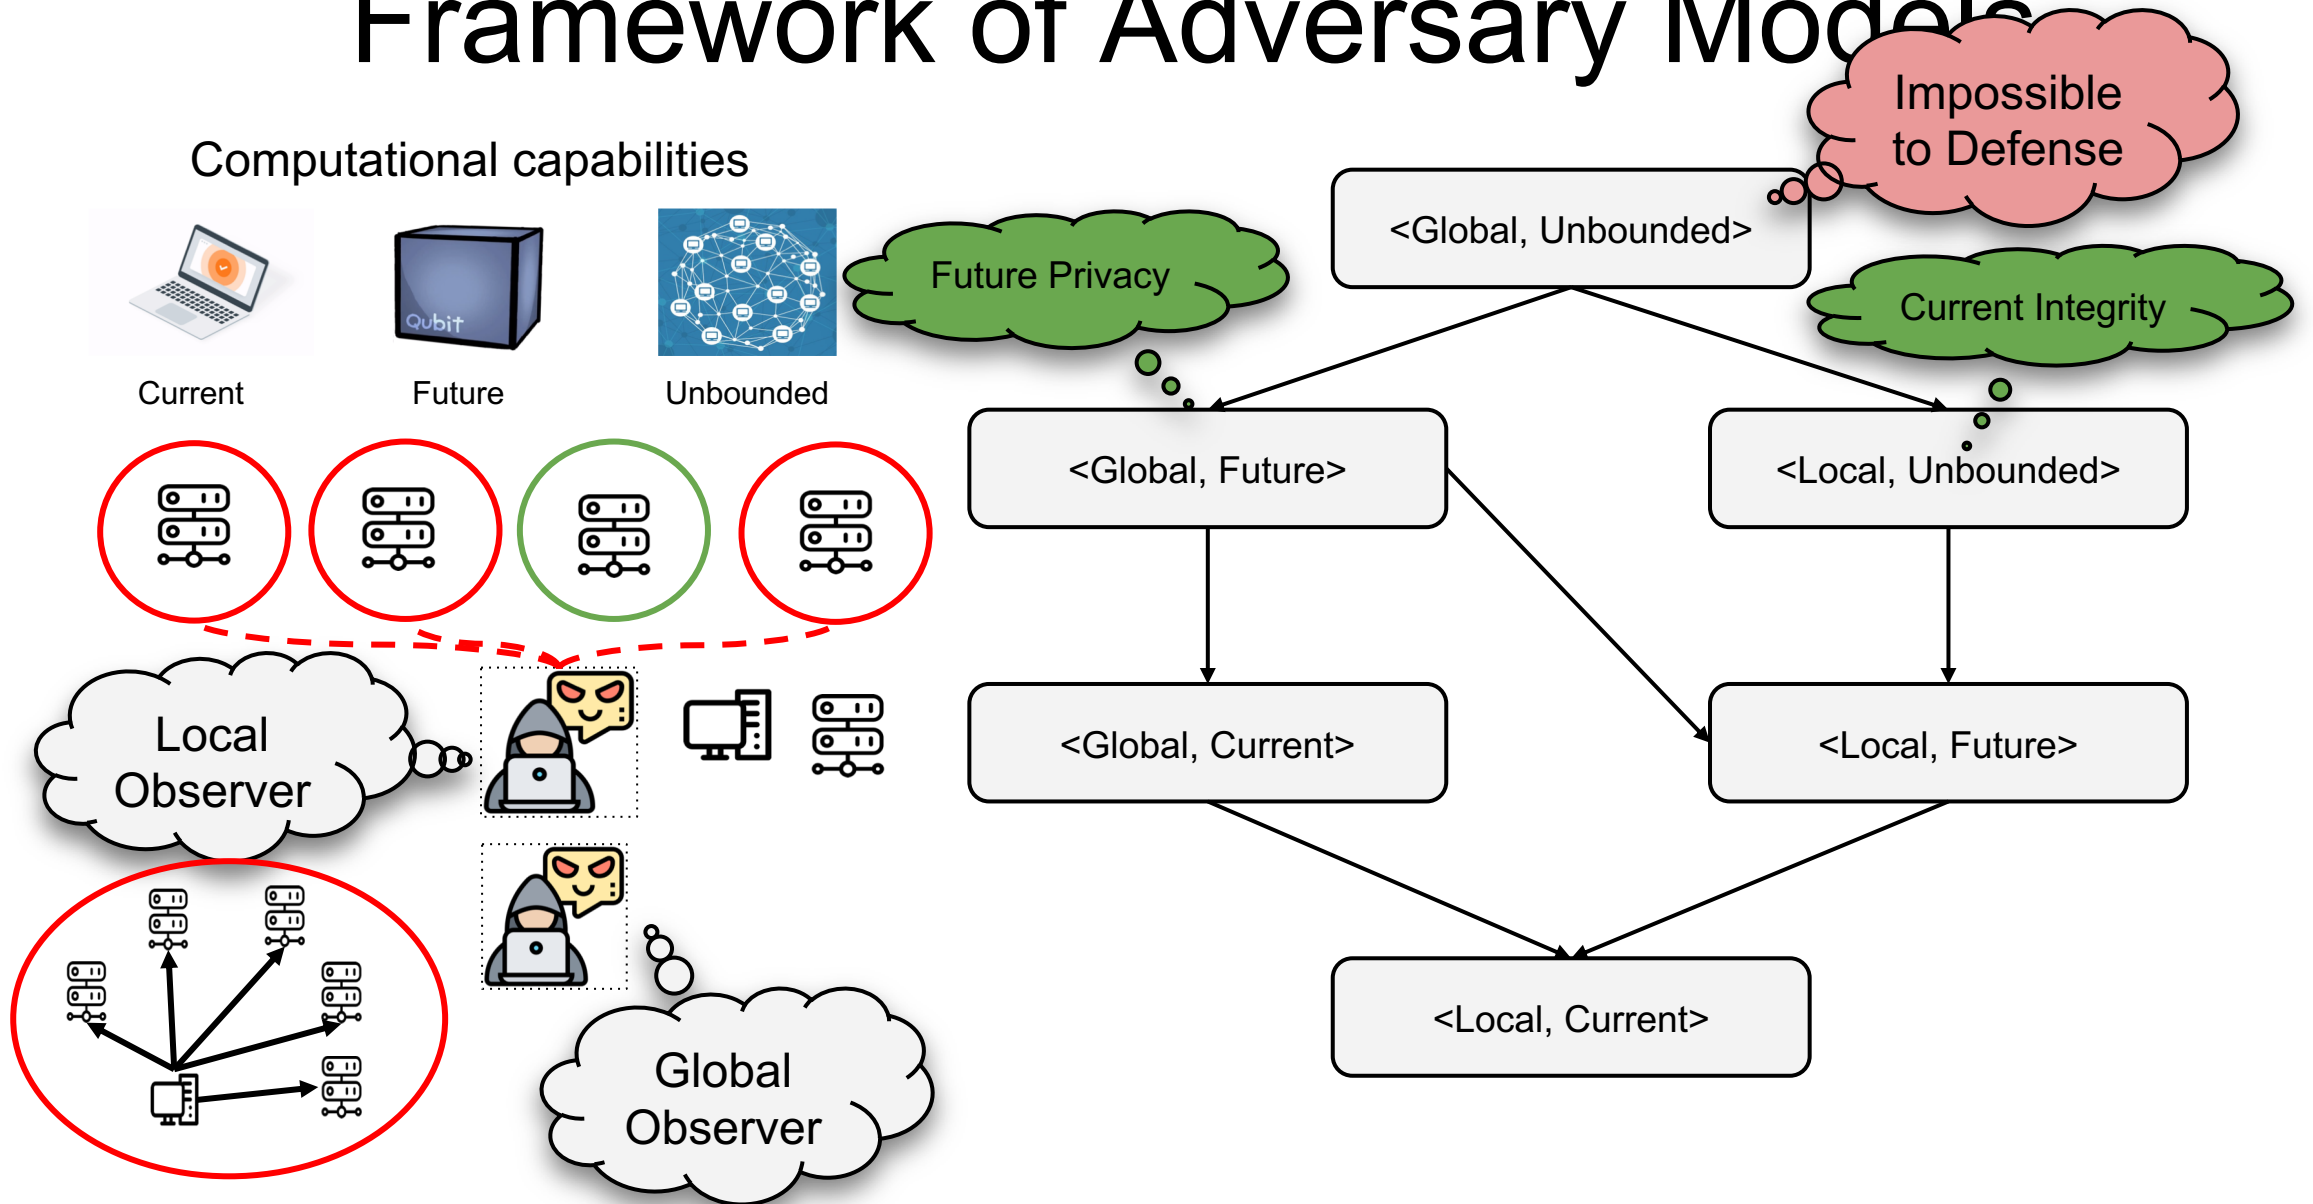 Framework of Adversary Models
Impossible
to Defense
Computational capabilities
<Global, Unbounded>
Future Privacy
Current Integrity
Qubit
Current
Future
Unbounded
<Global, Future>
<Local, Unbounded>
Local
Observer
<Global, Current>
<Local, Future>
<Local, Current>
Global
Observer